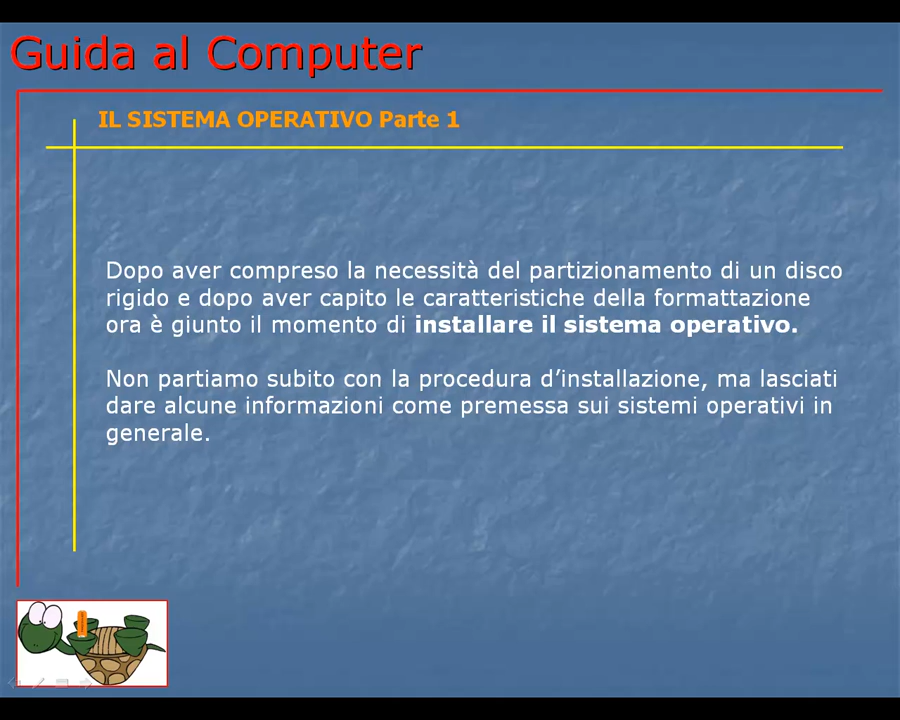 Guida al Computer
IL SISTEMA OPERATIVO Parte 1
Dopo aver compreso la necessità del partizionamento di un disco
rigido e dopo aver capito le caratteristiche della formattazione
ora è giunto il momento di installare il sistema operativo.
Non partiamo subito con la procedura d’installazione, ma lasciati
dare alcune informazioni come premessa sui sistemi operativi in
generale.